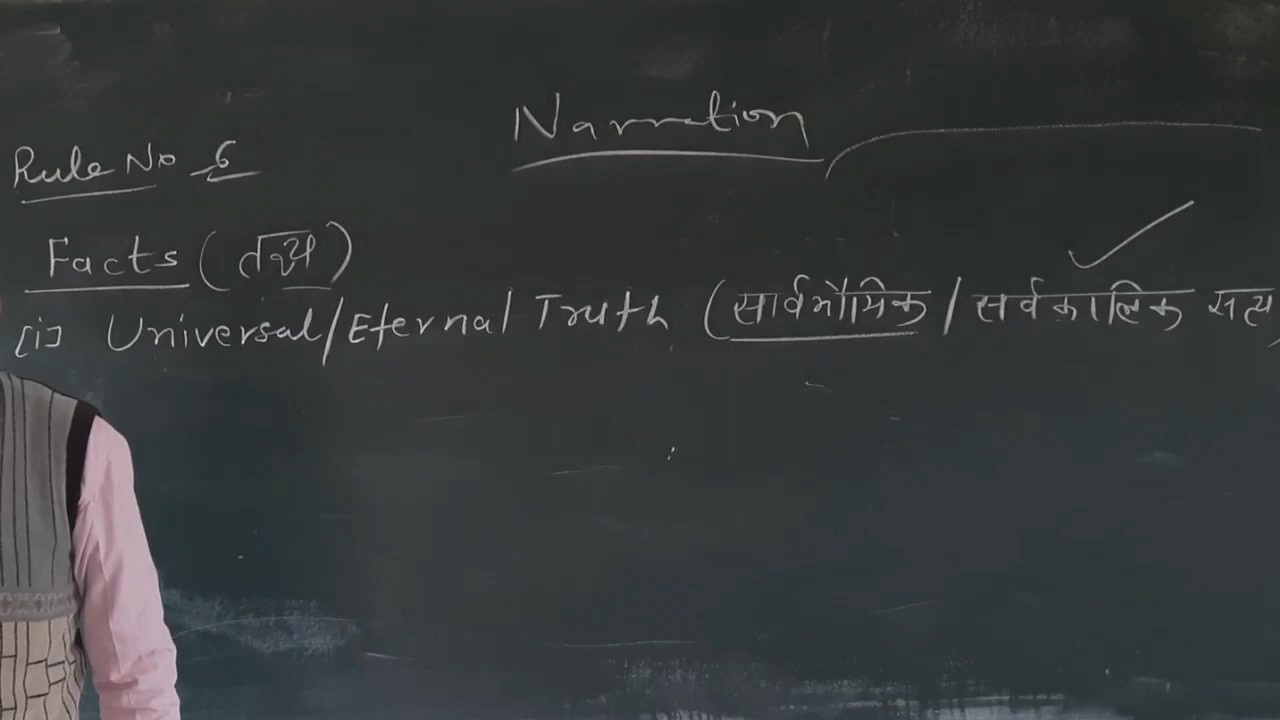 Narration
Rule No 6
Facts (तथ्य)
[i] Universal/Eternal Truth (सार्वभौमिक/सर्वकालिक सत्य)